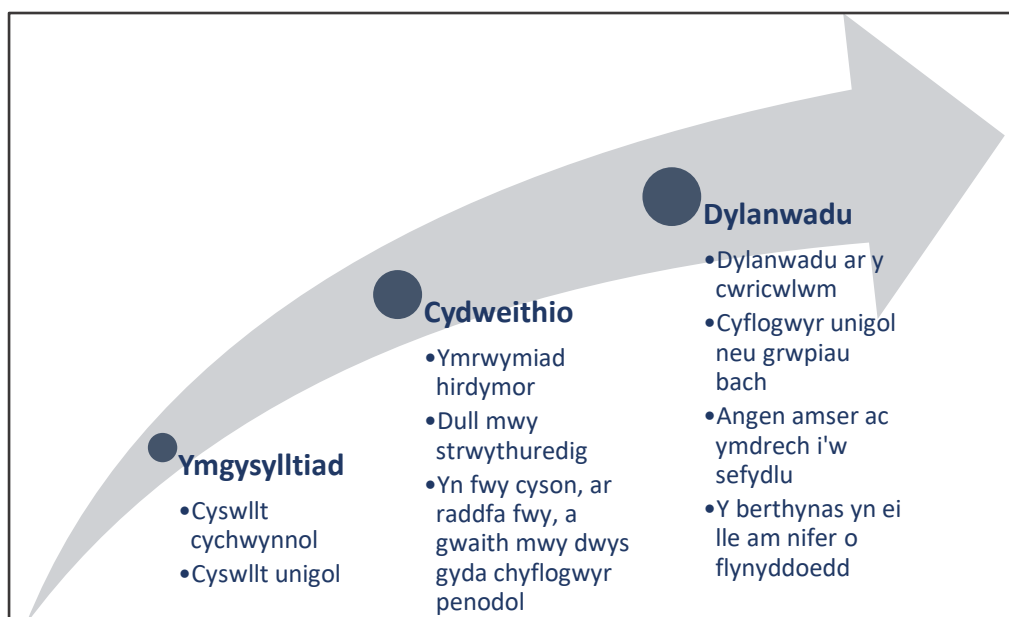 Ymgysylltiad
•Cyswllt
cychwynnol
•Cyswllt unigol
Cydweithio
•Ymrwymiad
hirdymor
•Dull mwy
strwythuredig
•Yn fwy cyson, ar
raddfa fwy, a
gwaith mwy dwys
gyda chyflogwyr
penodol
Dylanwadu
•Dylanwadu ar y
cwricwlwm
•Cyflogwyr unigol
neu grwpiau
bach
•Angen amser ac
ymdrech i'w
sefydlu
•Y berthynas yn ei
lle am nifer o
flynyddoedd